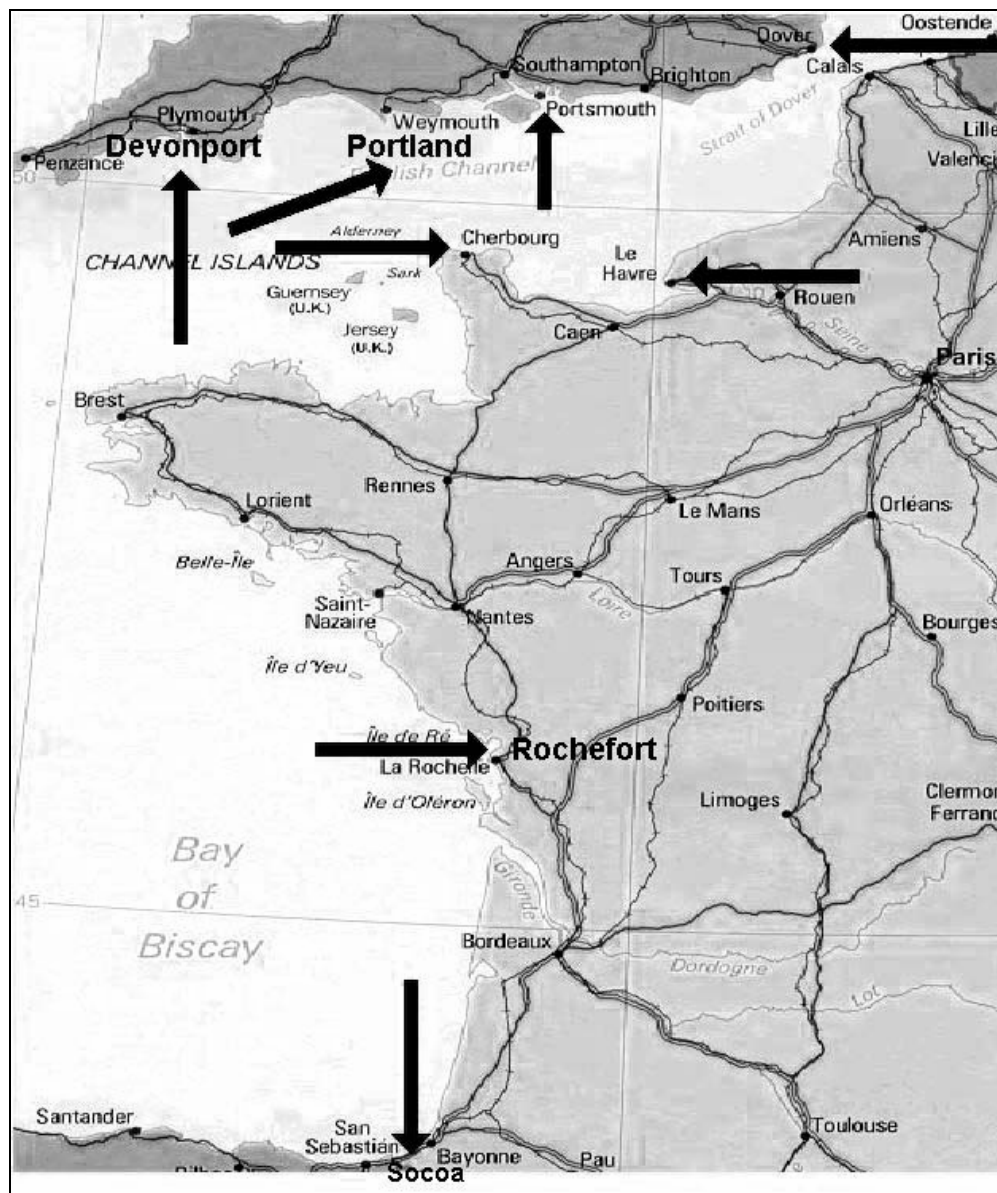 Oostende
Dover
Calais
Southampton
Brighton
Plymouth
Weymouth
Portsmouth
Strait of Dover
Lille
Devonport
Portland
Penzance
50
English Channel
Valenci
Alderney
Cherbourg
Amiens
CHANNEL ISLANDS
Sark
Le
Havre
Guernsey
(U.K.)
Rouen
Jersey
(U.K.)
Caen
Seine
Paris
Brest
Rennes
Lorient
Le Mans
Orléans
Belle-Île
Angers
Tours
Saint-
Nazaire
Loire
Nantes
Bourges
Île d'Yeu
Poitiers
Île de Ré
Rochefort
La Rochelle
Île d'Oléron
Limoges
Clermon
Ferrand
Bay
of
Biscay
Gironde
45
Bordeaux
Dordogne
Lot
Santander
San
Sebastián
Toulouse
Bayonne
Pau
Socoa